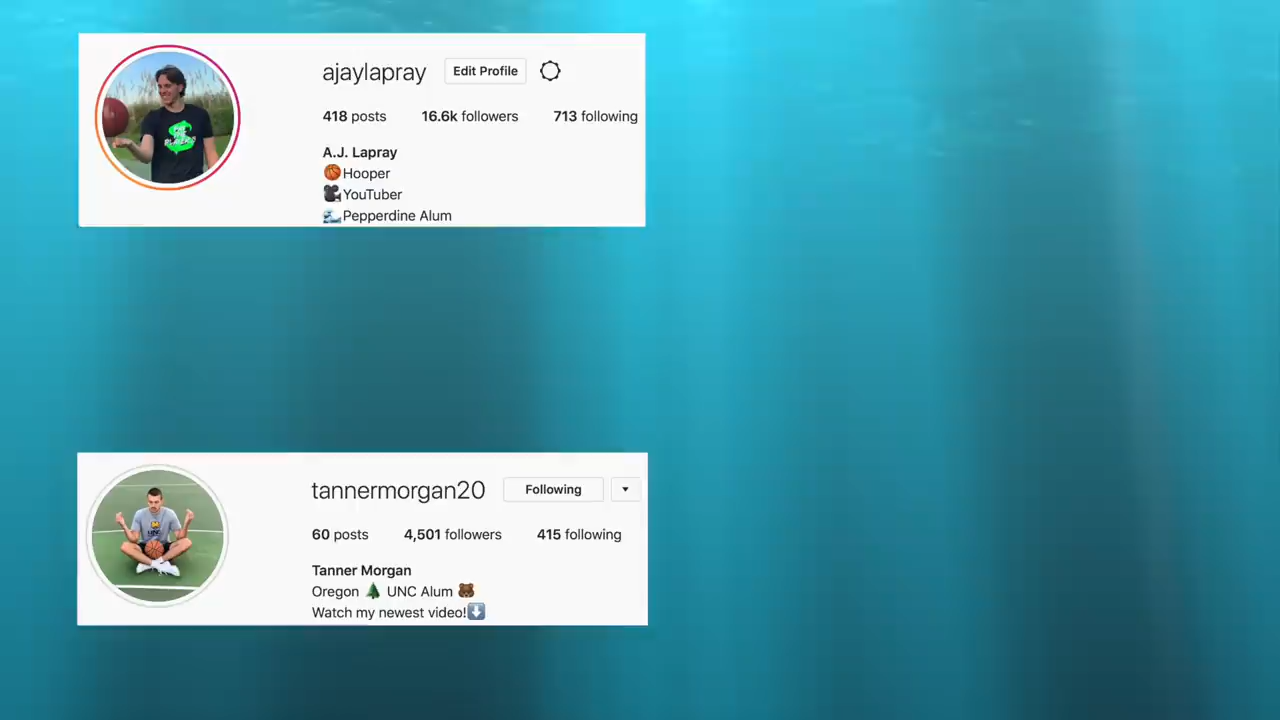 ajaylapray Edit Profile
418 posts 16.6k followers 713 following
A.J. Lapray
🏀Hooper
🎥YouTuber
🌊Pepperdine Alum
tannermorgan20 Following
60 posts 4,501 followers 415 following
Tanner Morgan
Oregon 🌲 UNC Alum 🐻
Watch my newest video!⬇️